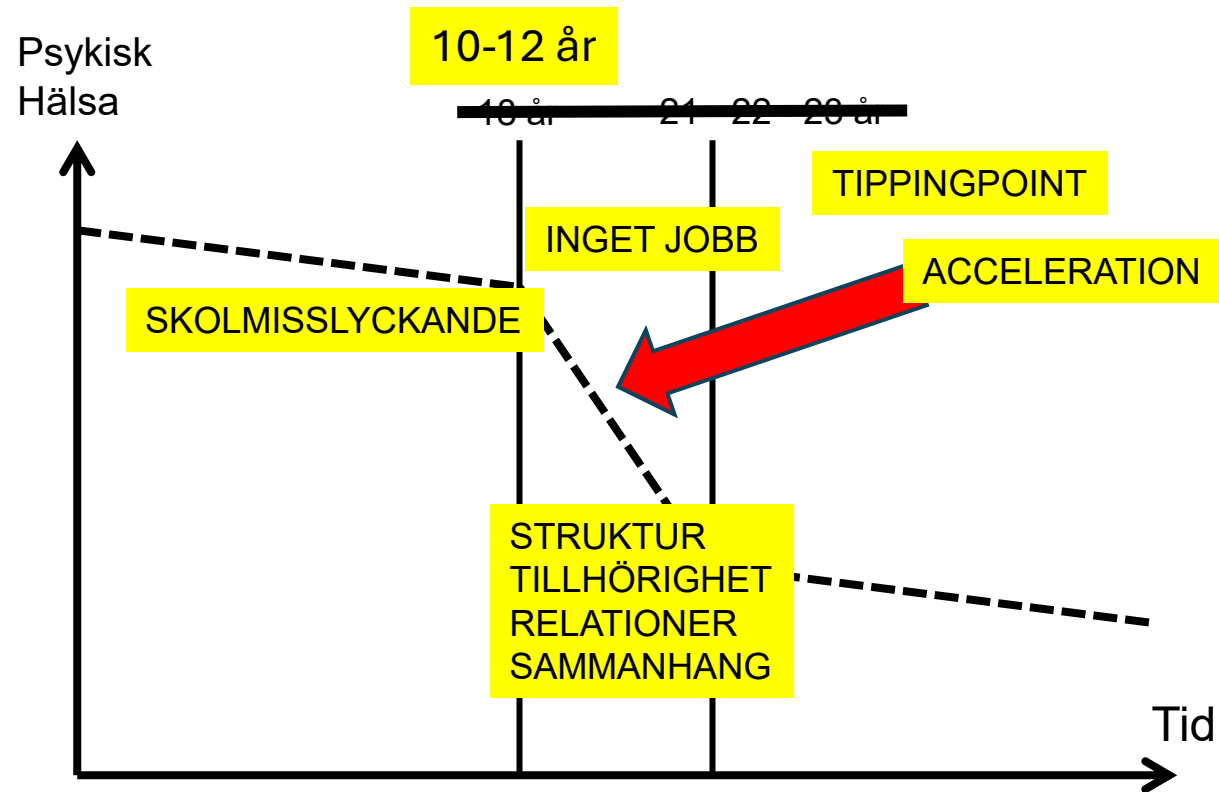 Psykisk
Hälsa
10-12 år
21 22
TIPPINGPOINT
INGET JOBB
ACCELERATION
SKOLMISSLYCKANDE
STRUKTUR
TILLHÖRIGHET
RELATIONER
SAMMANHANG
Tid